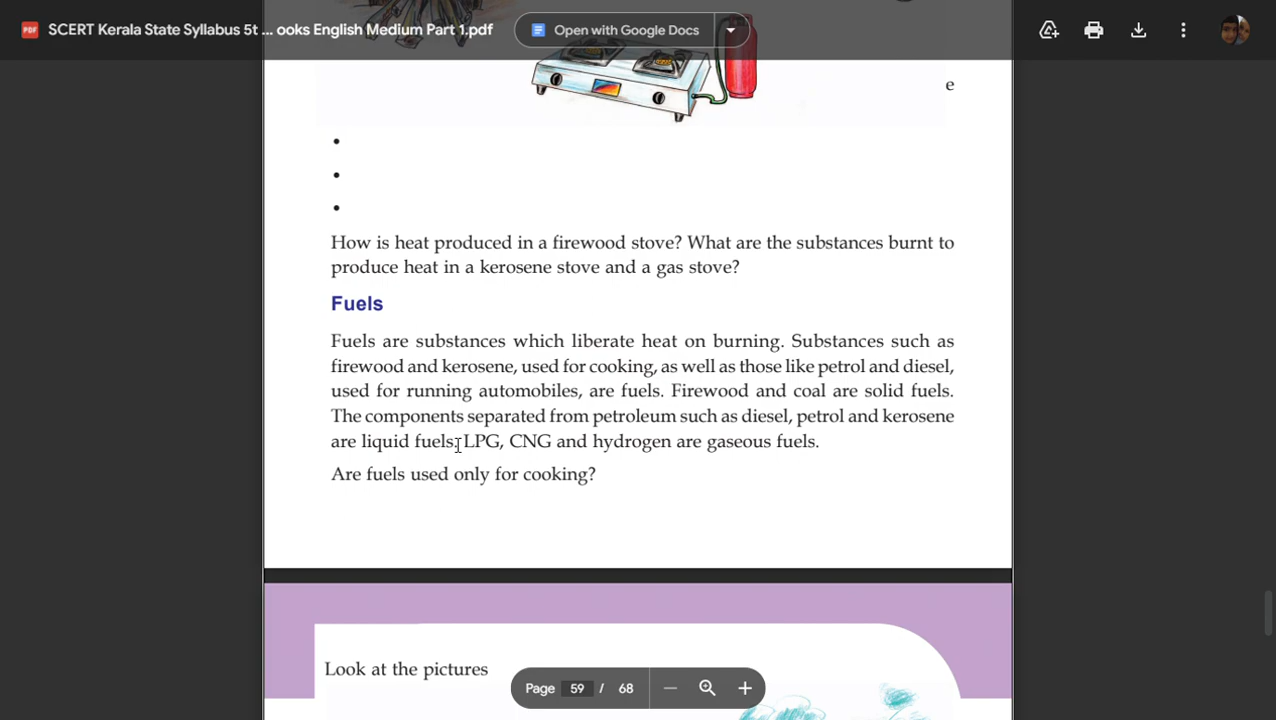 SCERT Kerala State Syllabus 5t ... ooks English Medium Part 1.pdf
Open with Google Docs
e
•
•
•
How is heat produced in a firewood stove? What are the substances burnt to
produce heat in a kerosene stove and a gas stove?
Fuels
Fuels are substances which liberate heat on burning. Substances such as
firewood and kerosene, used for cooking, as well as those like petrol and diesel,
used for running automobiles, are fuels. Firewood and coal are solid fuels.
The components separated from petroleum such as diesel, petrol and kerosene
are liquid fuels. LPG, CNG and hydrogen are gaseous fuels.
Are fuels used only for cooking?
Look at the pictures
Page 59 / 68